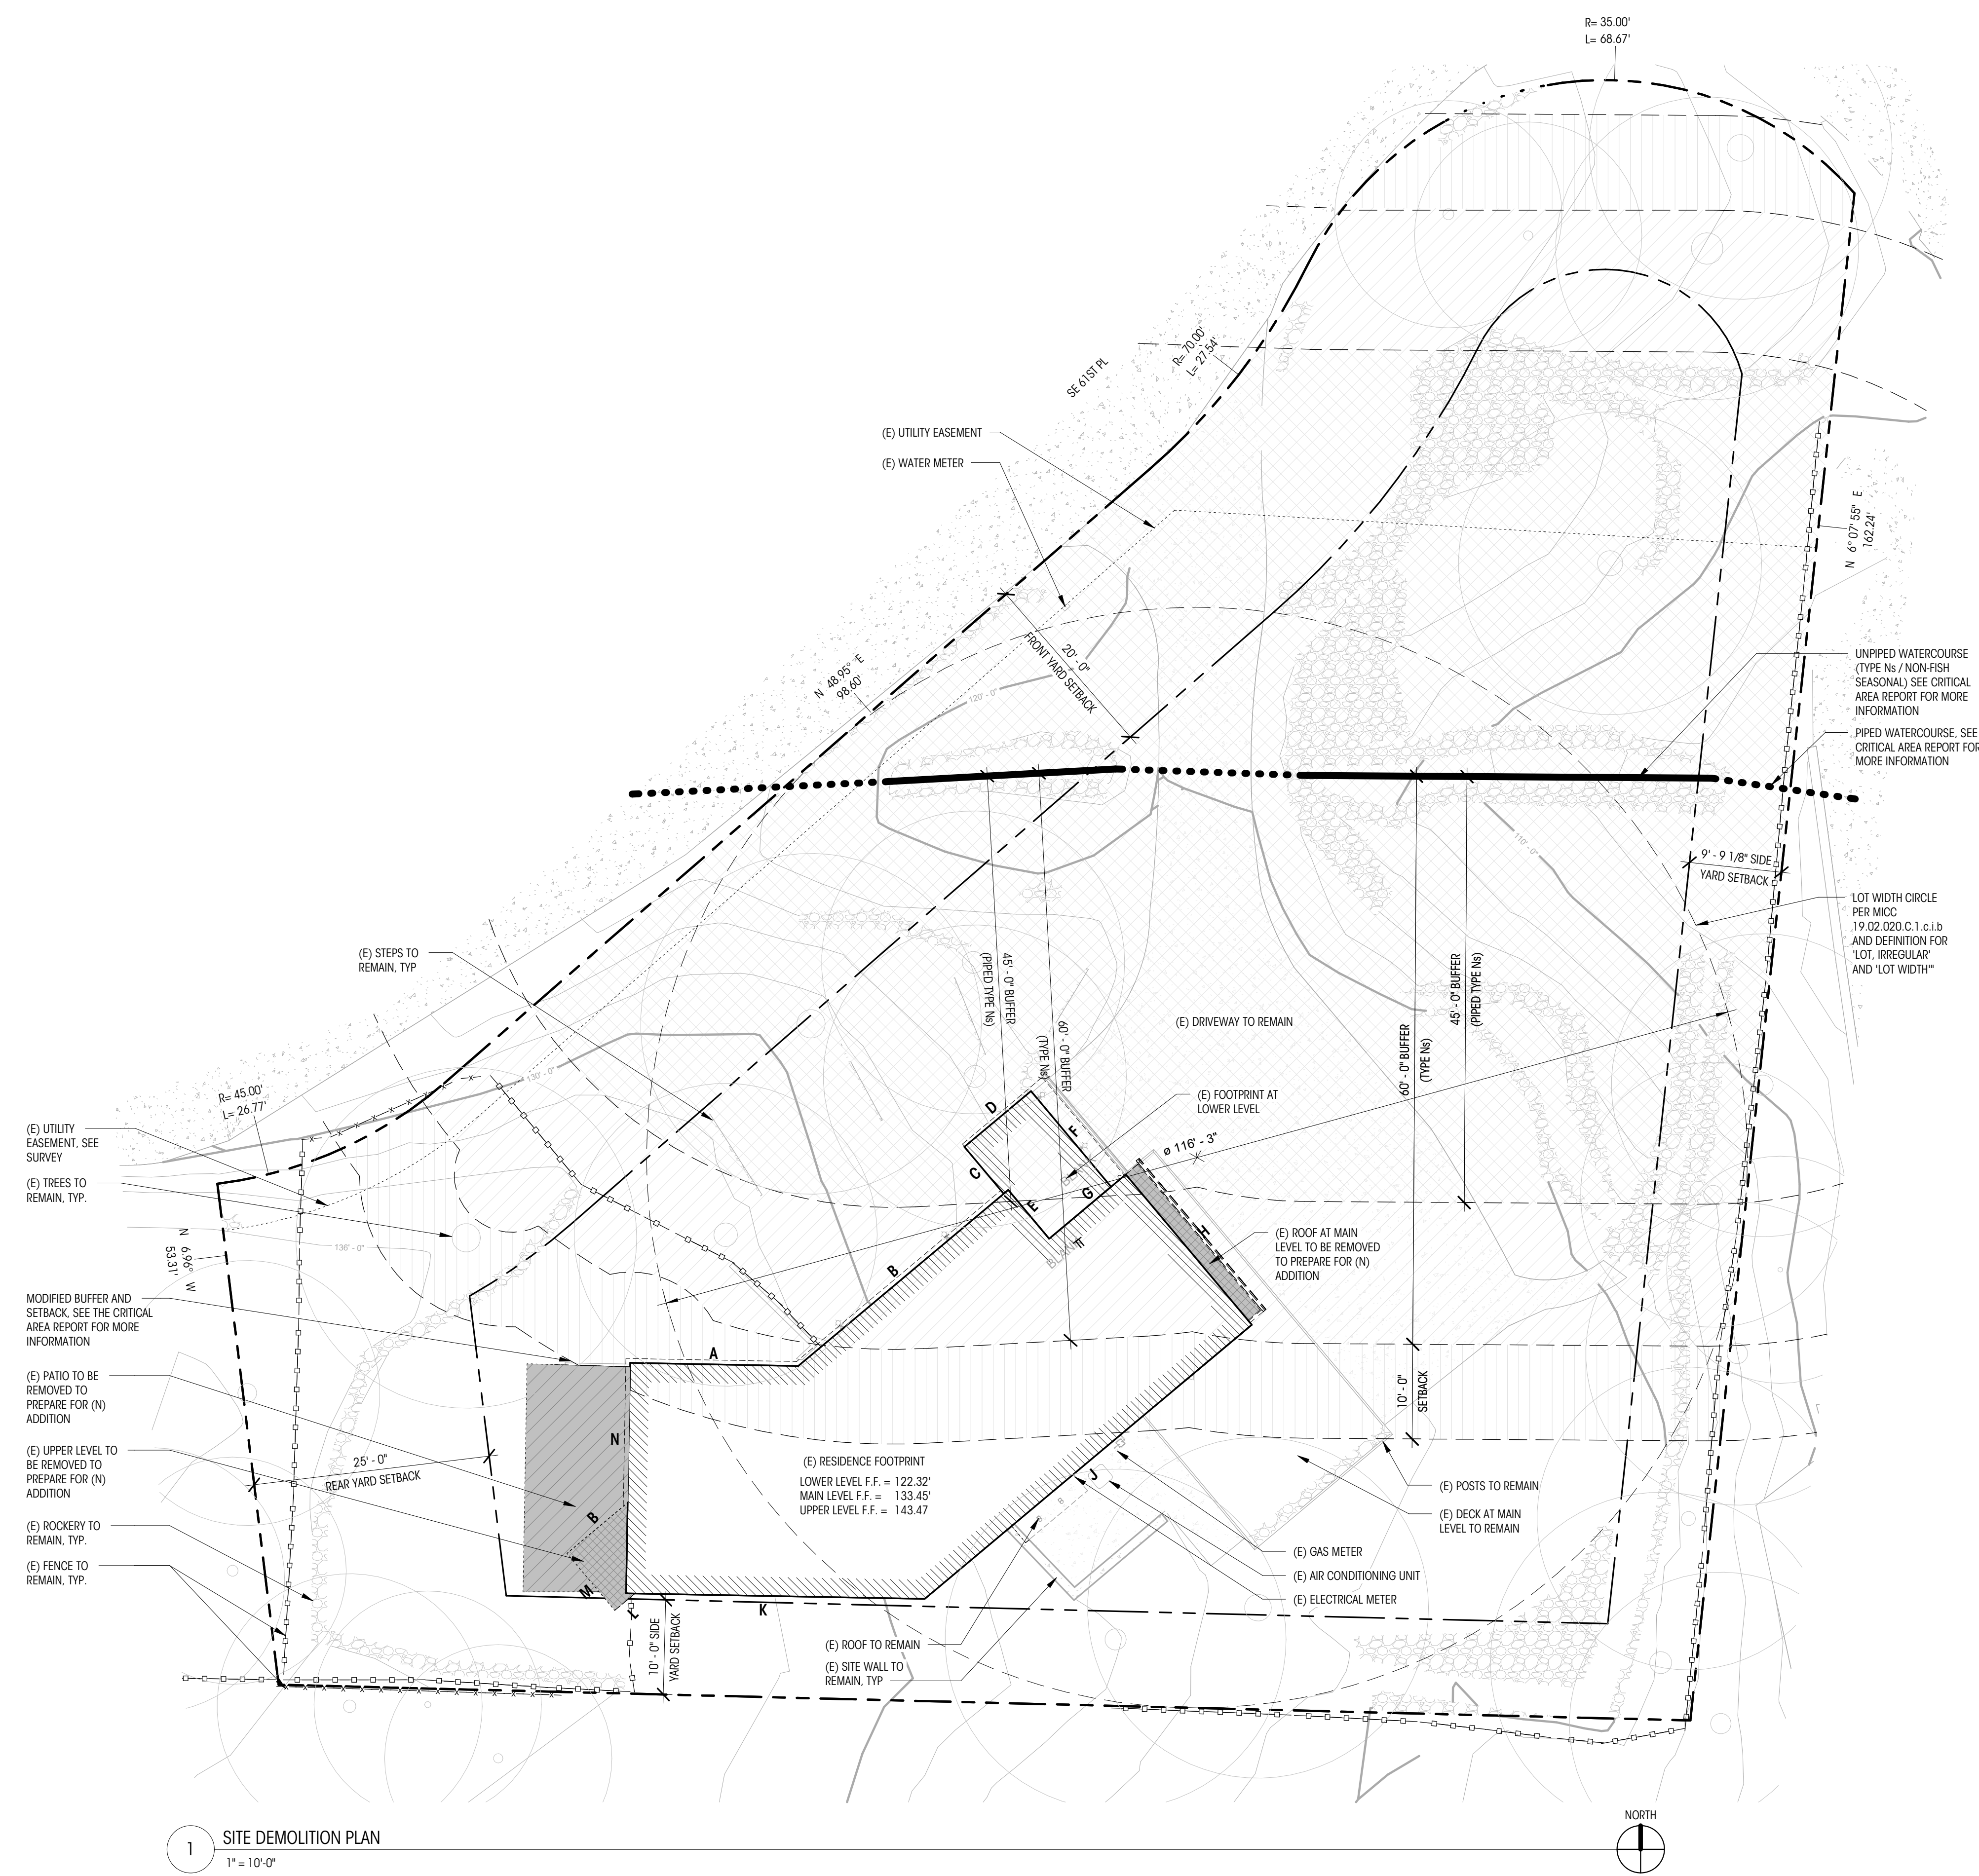 R= 35.00'
L= 68.67'
R= 70.00'
L= 27.54'
SE 61ST PL
(E) UTILITY EASEMENT
(E) WATER METER
N 6° 07' 55" E
162.24'
20' - 0"
FRONT YARD SETBACK
N 48.95° E
98.60'
120' - 0"
UNPIPED WATERCOURSE
(TYPE Ns / NON-FISH
SEASONAL) SEE CRITICAL
AREA REPORT FOR MORE
INFORMATION
PIPED WATERCOURSE, SEE
CRITICAL AREA REPORT FOR
MORE INFORMATION
110' - 0"
9' - 9 1/8" SIDE
YARD SETBACK
LOT WIDTH CIRCLE
PER MICC
19.02.020.C.1.c.i.b
AND DEFINITION FOR
'LOT, IRREGULAR'
AND 'LOT WIDTH'"
(E) STEPS TO
REMAIN, TYP
45' - 0" BUFFER
(PIPED TYPE Ns)
60' - 0" BUFFER
(TYPE Ns)
45' - 0" BUFFER
(PIPED TYPE Ns)
60' - 0" BUFFER
(TYPE Ns)
(E) DRIVEWAY TO REMAIN
130' - 0"
R= 45.00'
L= 26.77'
(E) FOOTPRINT AT
LOWER LEVEL
ø 116' - 3"
(E) UTILITY
EASEMENT, SEE
SURVEY
(E) TREES TO
REMAIN, TYP.
136' - 0"
N 6.96° W
53.31'
D
F
C
E
G
H
B
A
(E) ROOF AT MAIN
LEVEL TO BE REMOVED
TO PREPARE FOR (N)
ADDITION
MODIFIED BUFFER AND
SETBACK, SEE THE CRITICAL
AREA REPORT FOR MORE
INFORMATION
(E) PATIO TO BE
REMOVED TO
PREPARE FOR (N)
ADDITION
10' - 0"
SETBACK
N
(E) UPPER LEVEL TO
BE REMOVED TO
PREPARE FOR (N)
ADDITION
25' - 0"
REAR YARD SETBACK
(E) RESIDENCE FOOTPRINT
LOWER LEVEL F.F. = 122.32'
MAIN LEVEL F.F. = 133.45'
UPPER LEVEL F.F. = 143.47
J
B
M
L
K
(E) POSTS TO REMAIN
(E) DECK AT MAIN
LEVEL TO REMAIN
(E) ROCKERY TO
REMAIN, TYP.
(E) FENCE TO
REMAIN, TYP.
(E) GAS METER
(E) AIR CONDITIONING UNIT
(E) ELECTRICAL METER
10' - 0" SIDE
YARD SETBACK
(E) ROOF TO REMAIN
(E) SITE WALL TO
REMAIN, TYP
NORTH
1
SITE DEMOLITION PLAN
1" = 10'-0"